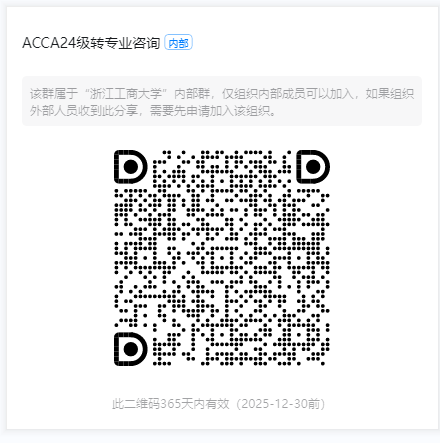 ACCA24级转专业咨询 内部
该群属于“浙江工商大学”内部群，仅组织内部成员可以加入，如果组织
外部人员收到此分享，需要先申请加入该组织。
此二维码365天内有效（2025-12-30前）